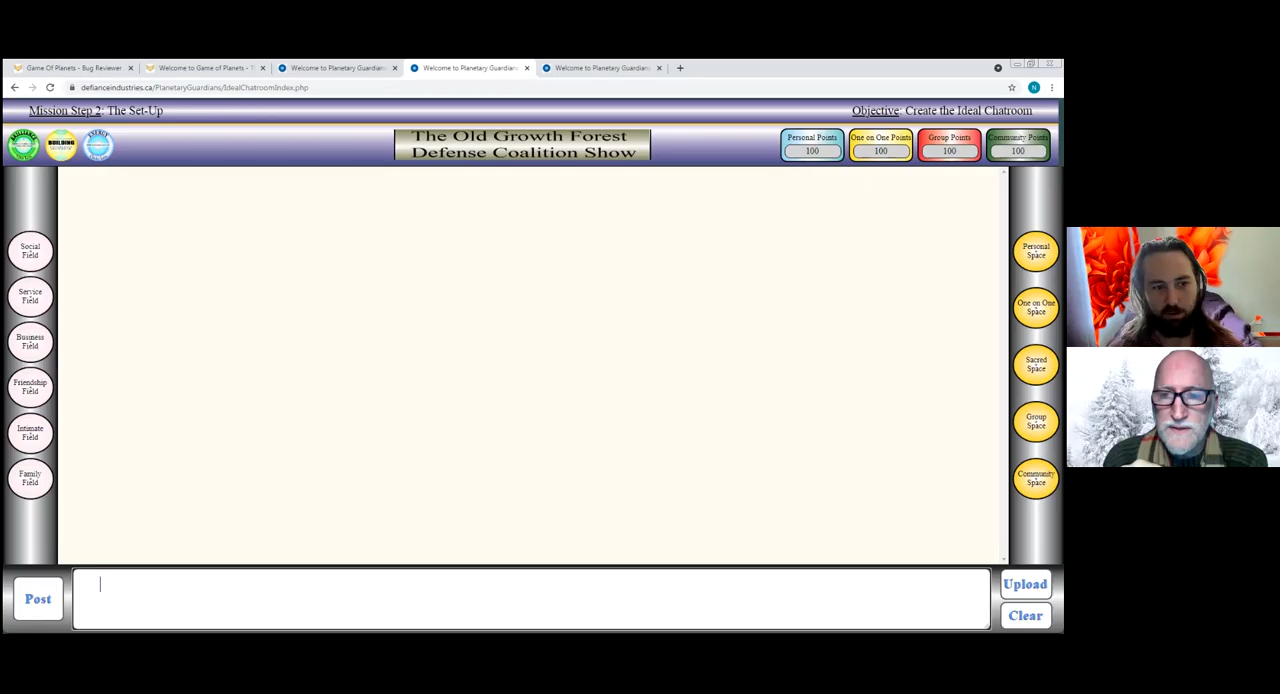 Game Of Planets - Bug Reviewer
Welcome to Game of Planets - T
Welcome to Planetary Guardians
Welcome to Planetary Guardians
Welcome to Planetary Guardians
defianceindustries.ca/PlanetaryGuardians/IdealChatroomIndex.php
N
Mission Step 2: The Set-Up
Objective: Create the Ideal Chatroom
BRILLIANCE
BUILDING
ENERGY
The Old Growth Forest
Defense Coalition Show
Personal Points
100
One on One Points
100
Group Points
100
Community Points
100
Social
Field
Service
Field
Business
Field
Friendship
Field
Intimate
Field
Family
Field
Personal
Space
One on One
Space
Sacred
Space
Group
Space
Community
Space
Post
Upload
Clear